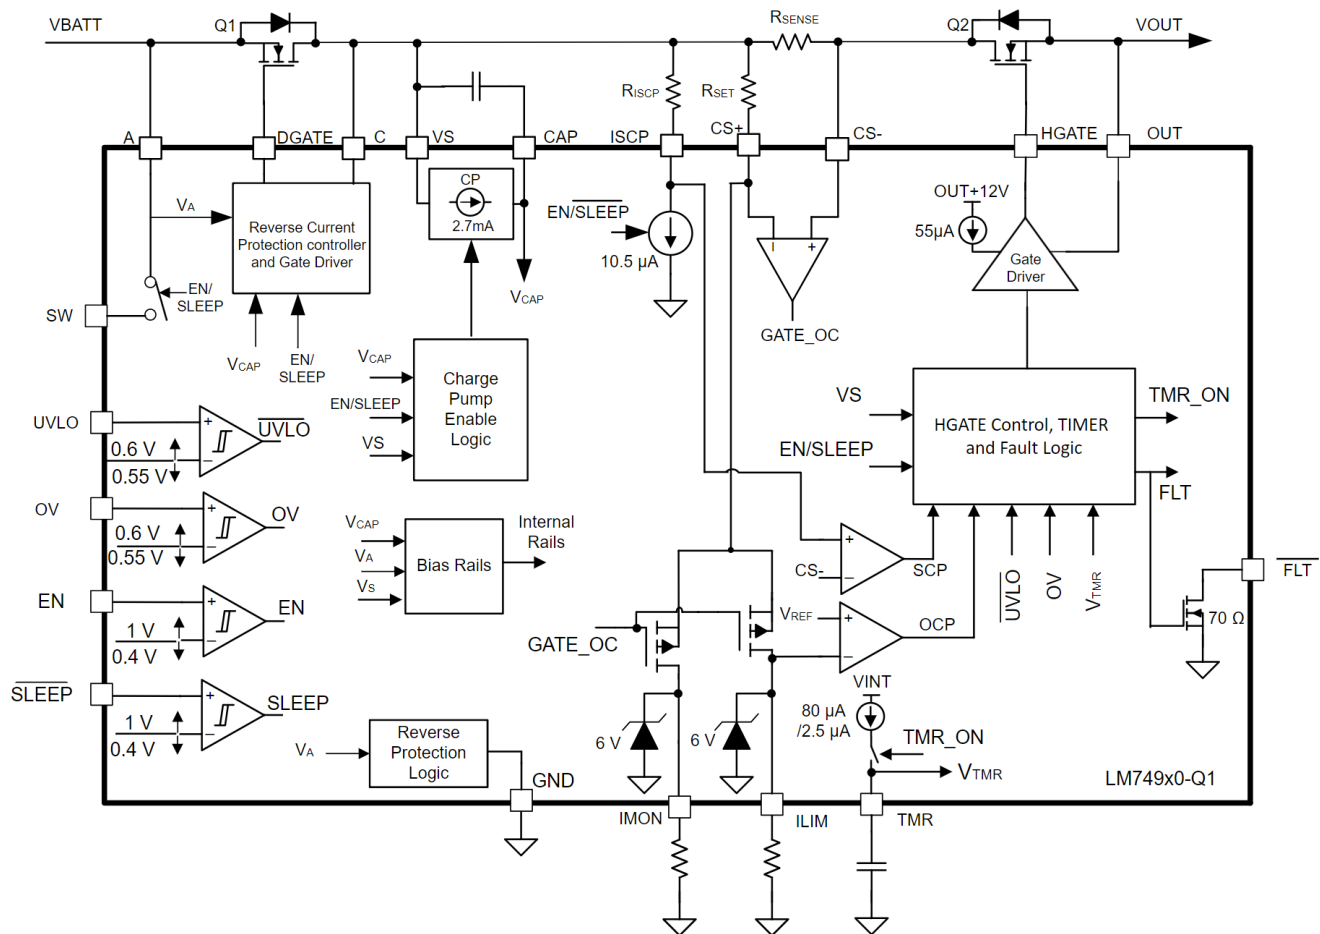 VBATT
Q1
RSENSE
Q2
VOUT
RISCP
RSET
A
DGATE
C
VS
CAP
ISCP
CS+
CS-
HGATE
OUT
VA
Reverse Current
Protection controller
and Gate Driver
CP
2.7mA
EN/SLEEP
10.5 µA
I
+
OUT+12V
55µA
Gate
Driver
EN/
SLEEP
SW
VCAP
GATE_OC
VCAP
EN/
SLEEP
VCAP
EN/SLEEP
VS
Charge
Pump
Enable
Logic
VS
EN/SLEEP
HGATE Control, TIMER
and Fault Logic
TMR_ON
FLT
UVLO
+
−
0.6 V
0.55 V
UVLO
OV
+
−
0.6 V
0.55 V
OV
VCAP
VA
VS
Bias Rails
Internal
Rails
+
−
CS-
SCP
UVLO
OV
VTMR
FLT
70 Ω
EN
+
−
1 V
0.4 V
EN
GATE_OC
VREF
+
−
OCP
SLEEP
+
−
1 V
0.4 V
SLEEP
VA
Reverse
Protection
Logic
GND
6 V
6 V
VINT
80 µA
/2.5 µA
TMR_ON
VTMR
LM749x0-Q1
IMON
ILIM
TMR